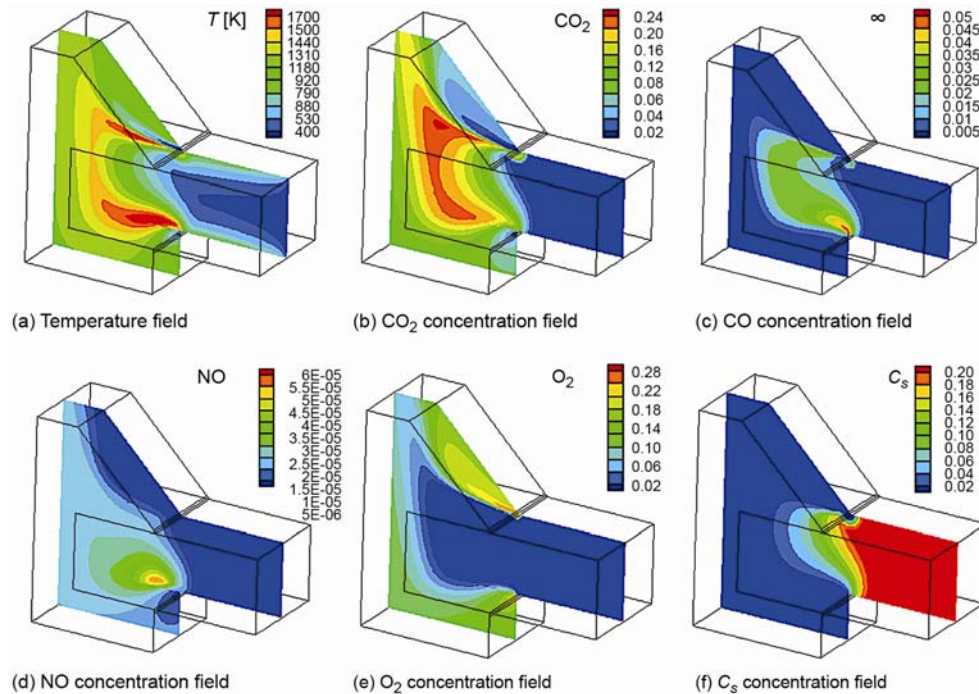 T [K]
1700
1500
1440
1310
1180
920
790
880
530
400
CO₂
0.24
0.20
0.16
0.12
0.08
0.06
0.04
0.02
∞
0.05
0.045
0.04
0.035
0.03
0.025
0.02
0.015
0.01
0.005
(a) Temperature field
(b) CO₂ concentration field
(c) CO concentration field
NO
6E-05
5.5E-05
5E-05
4.5E-05
4E-05
3.5E-05
3E-05
2.5E-05
2E-05
1.5E-05
1E-05
5E-06
O₂
0.28
0.22
0.18
0.14
0.10
0.06
0.02
Cₛ
0.20
0.18
0.16
0.14
0.12
0.10
0.08
0.06
0.04
0.02
(d) NO concentration field
(e) O₂ concentration field
(f) Cₛ concentration field